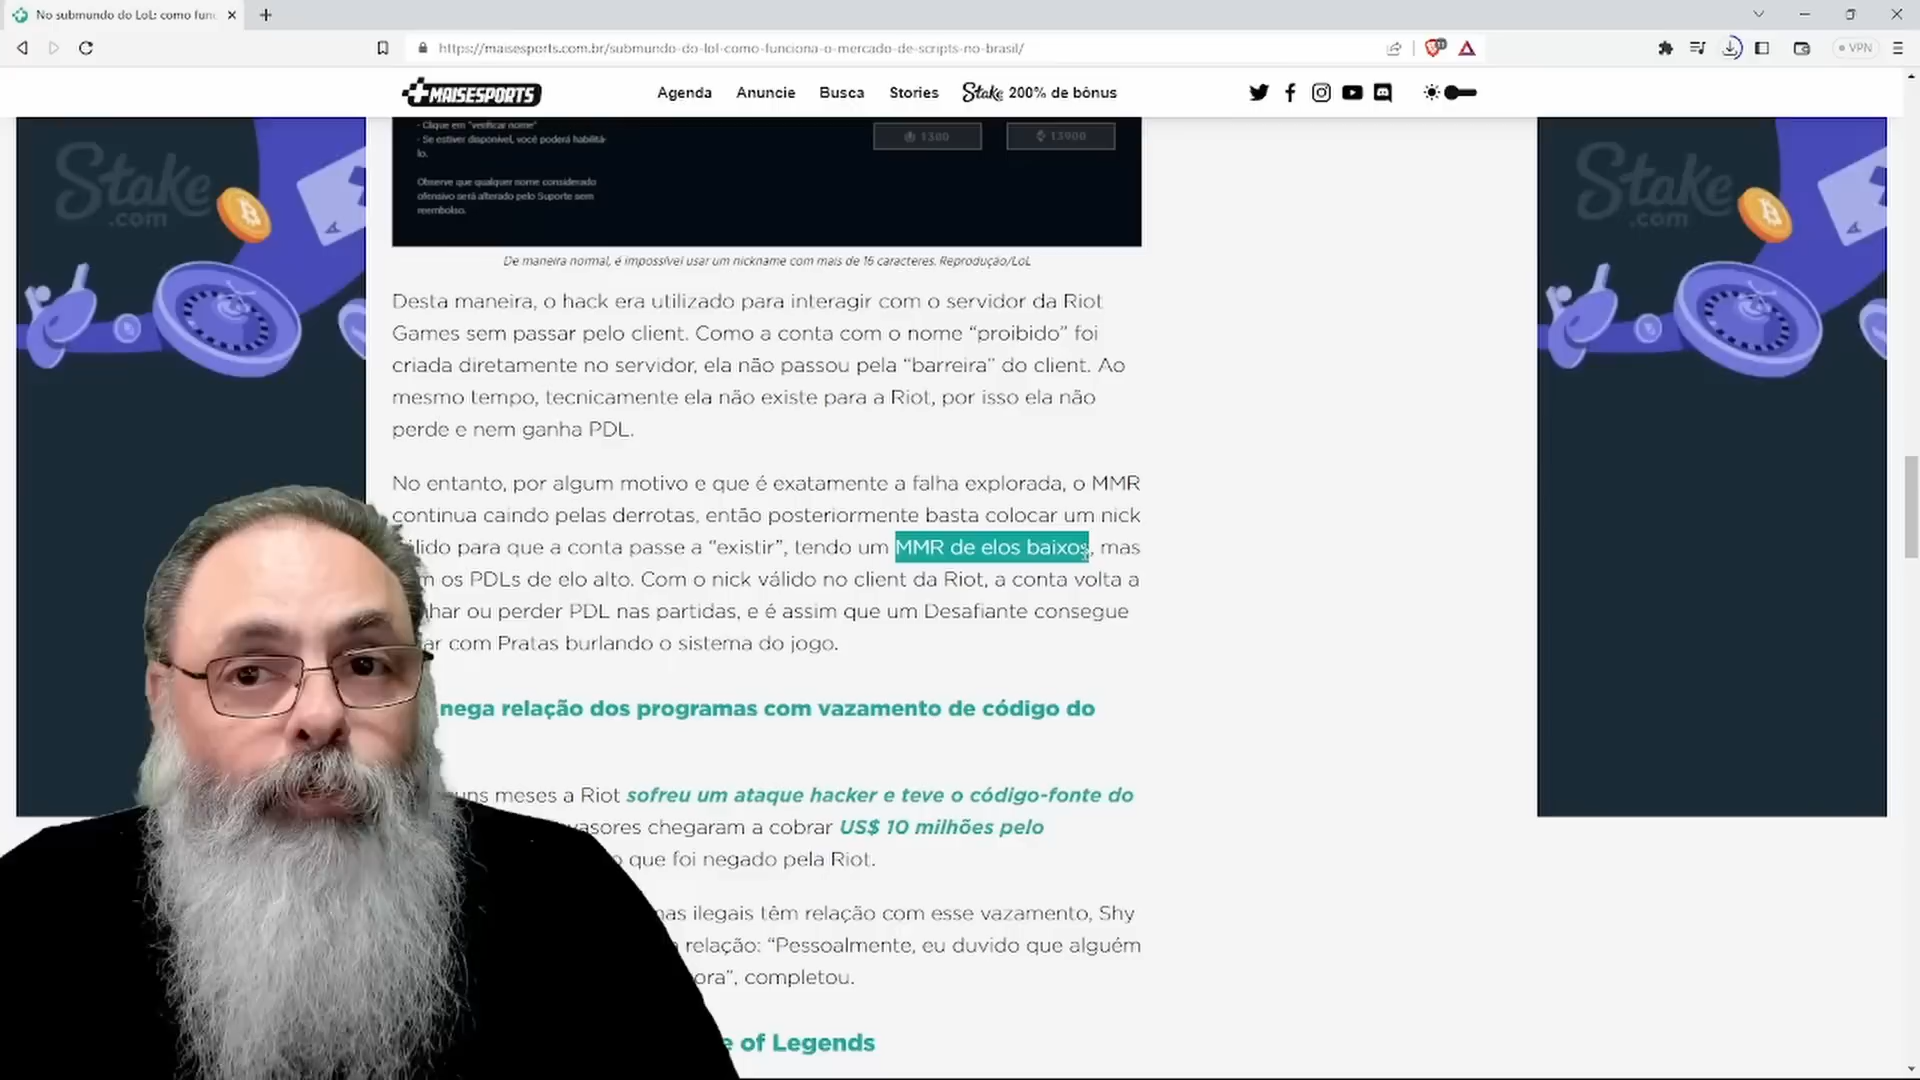 No submundo do LoL: como fun
https://maisesports.com.br/submundo-do-lol-como-funciona-o-mercado-de-scripts-no-brasil/
VPN
MAISESPORTS
Agenda
Anuncie
Busca
Stories
Stake 200% de bônus
Stake
.com
Stake
.com
- Clique em "verificar nome"
- Se estiver disponível, você poderá habilitá-
lo.
Observe que qualquer nome considerado
ofensivo será alterado pelo Suporte sem
reembolso.
1300
13900
De maneira normal, é impossível usar um nickname com mais de 16 caracteres. Reprodução/LoL
Desta maneira, o hack era utilizado para interagir com o servidor da Riot
Games sem passar pelo client. Como a conta com o nome “proibido” foi
criada diretamente no servidor, ela não passou pela “barreira” do client. Ao
mesmo tempo, tecnicamente ela não existe para a Riot, por isso ela não
perde e nem ganha PDL.
No entanto, por algum motivo e que é exatamente a falha explorada, o MMR
continua caindo pelas derrotas, então posteriormente basta colocar um nick
lido para que a conta passe a “existir”, tendo um MMR de elos baixos, mas
os PDLs de elo alto. Com o nick válido no client da Riot, a conta volta a
nhar ou perder PDL nas partidas, e é assim que um Desafiante consegue
ar com Pratas burlando o sistema do jogo.
nega relação dos programas com vazamento de código do
uns meses a Riot sofreu um ataque hacker e teve o código-fonte do
vasores chegaram a cobrar US$ 10 milhões pelo
o que foi negado pela Riot.
mas ilegais têm relação com esse vazamento, Shy
relação: “Pessoalmente, eu duvido que alguém
ora”, completou.
e of Legends